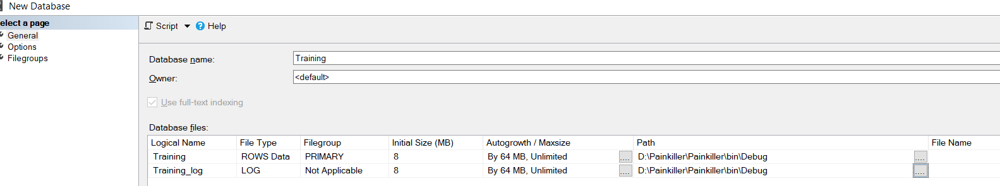 New Database
elect a page
General
Options
Filegroups
Script Help
Database name: Training
Owner: <default>
Use full-text indexing
Database files:
Logical Name File Type Filegroup Initial Size (MB) Autogrowth / Maxsize Path File Name
Training ROWS Data PRIMARY 8 By 64 MB, Unlimited .... D:\Painkiller\Painkiller\bin\Debug ....
Training_log LOG Not Applicable 8 By 64 MB, Unlimited .... D:\Painkiller\Painkiller\bin\Debug ....